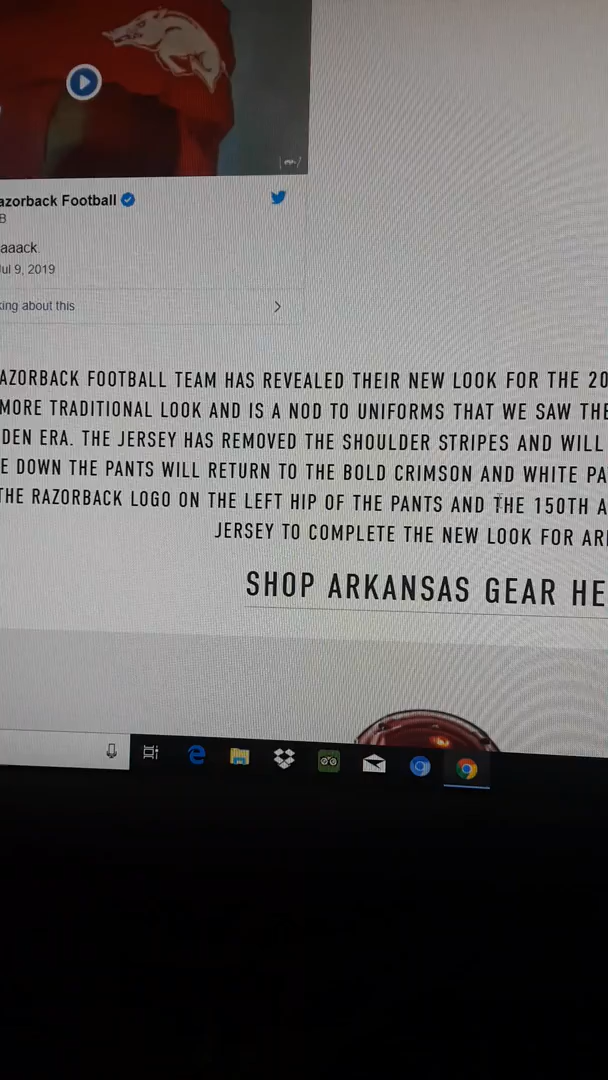 azorback Football
B
aaack.
ul 9, 2019
king about this
AZORBACK FOOTBALL TEAM HAS REVEALED THEIR NEW LOOK FOR THE 20
MORE TRADITIONAL LOOK AND IS A NOD TO UNIFORMS THAT WE SAW THE
DEN ERA. THE JERSEY HAS REMOVED THE SHOULDER STRIPES AND WILL
E DOWN THE PANTS WILL RETURN TO THE BOLD CRIMSON AND WHITE PA
THE RAZORBACK LOGO ON THE LEFT HIP OF THE PANTS AND THE 150TH A
JERSEY TO COMPLETE THE NEW LOOK FOR AR
SHOP ARKANSAS GEAR HE